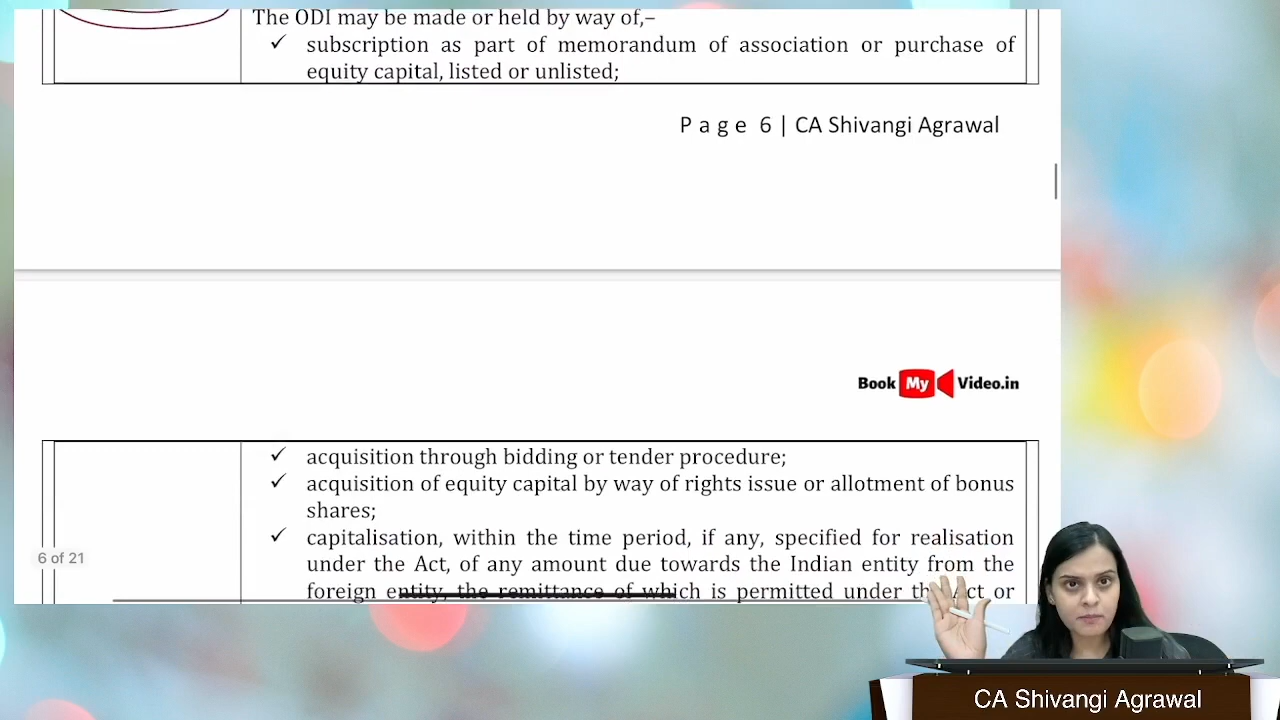 The ODI may be made or held by way of,–
✓ subscription as part of memorandum of association or purchase of
equity capital, listed or unlisted;
P a g e 6 | CA Shivangi Agrawal
Book My Video.in
✓ acquisition through bidding or tender procedure;
✓ acquisition of equity capital by way of rights issue or allotment of bonus
shares;
✓ capitalisation, within the time period, if any, specified for realisation
6 of 21
under the Act, of any amount due towards the Indian entity from the
foreign entity, the remittance of which is permitted under the Act or
CA Shivangi Agrawal